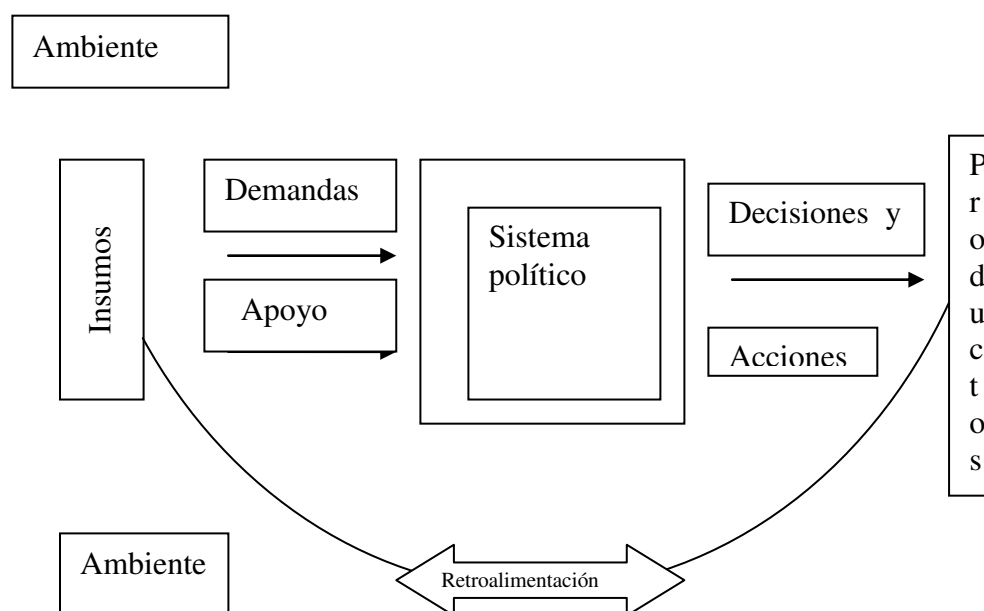 Ambiente
Insumos
Demandas
Apoyo
Sistema
político
Decisiones y
Acciones
P
r
o
d
u
c
t
o
s
Ambiente
Retroalimentación